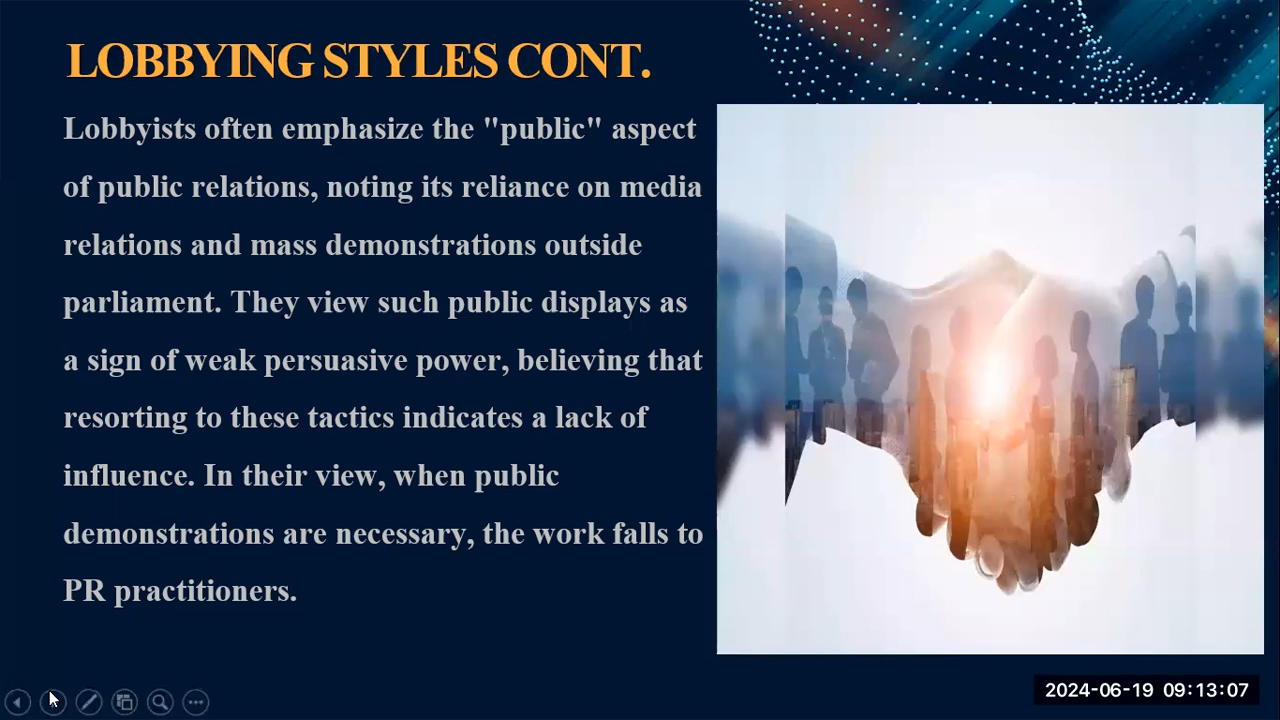 LOBBYING STYLES CONT.
Lobbyists often emphasize the "public" aspect
of public relations, noting its reliance on media
relations and mass demonstrations outside
parliament. They view such public displays as
a sign of weak persuasive power, believing that
resorting to these tactics indicates a lack of
influence. In their view, when public
demonstrations are necessary, the work falls to
PR practitioners.
2024-06-19 09:13:07